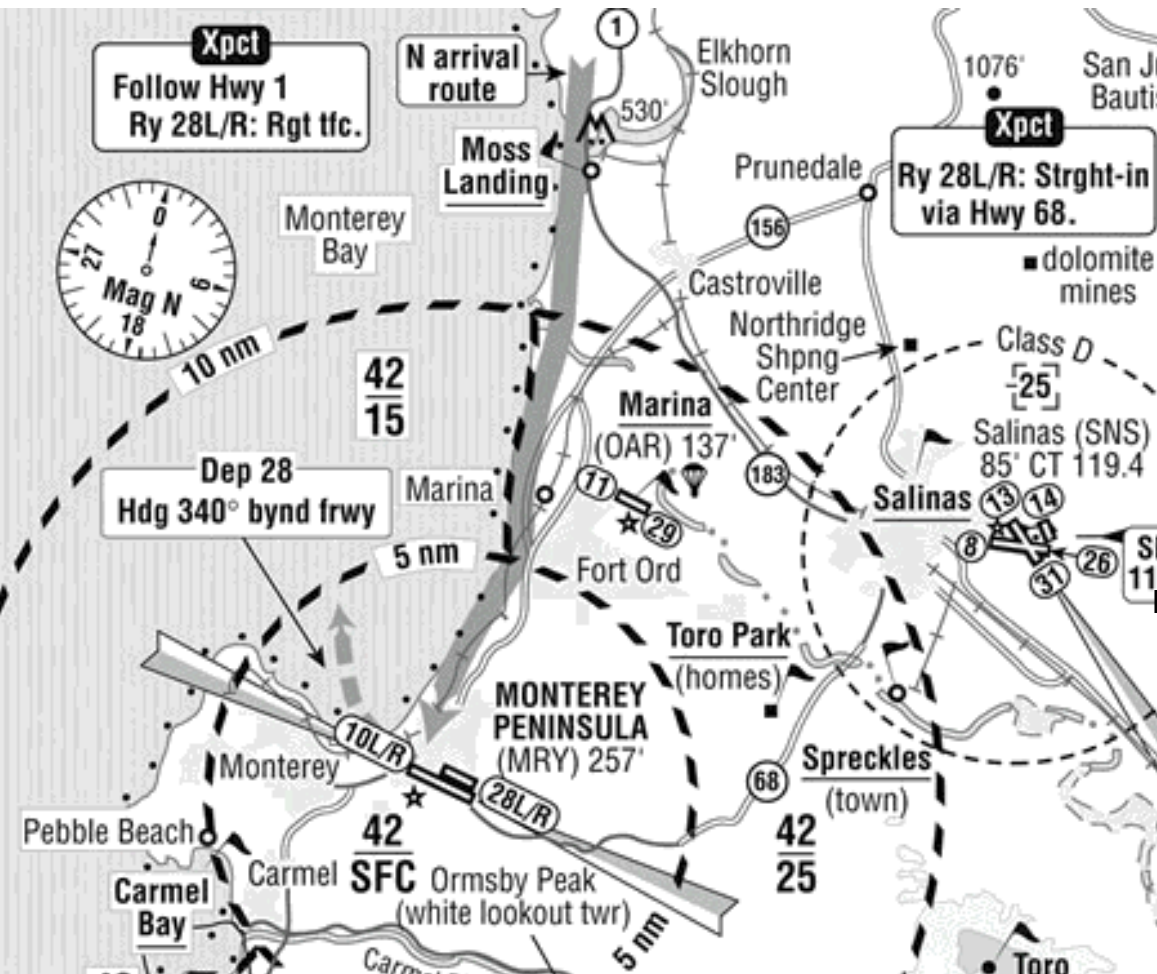 Xpct
Follow Hwy 1
Ry 28L/R: Rgt tfc.
N arrival
route
1
Elkhorn
Slough
1076'
San Ju
Bautis
530'
Moss
Landing
Xpct
Ry 28L/R: Strght-in
via Hwy 68.
Prunedale
156
Monterey
Bay
0
27
9
Mag N
18
dolomite
mines
Castroville
Northridge
Shpng
Center
10 nm
Class D
-25
42
15
Marina
(OAR) 137'
Salinas (SNS)
85' CT 119.4
Dep 28
Hdg 340° bynd frwy
Marina
11
29
183
Salinas
13
14
8
26
31
11
5 nm
Fort Ord
Toro Park
(homes)
MONTEREY
PENINSULA
(MRY) 257'
10L/R
28L/R
Monterey
68
Spreckles
(town)
Pebble Beach
42
SFC
42
25
Carmel
Carmel
Bay
Ormsby Peak
(white lookout twr)
5 nm
Toro